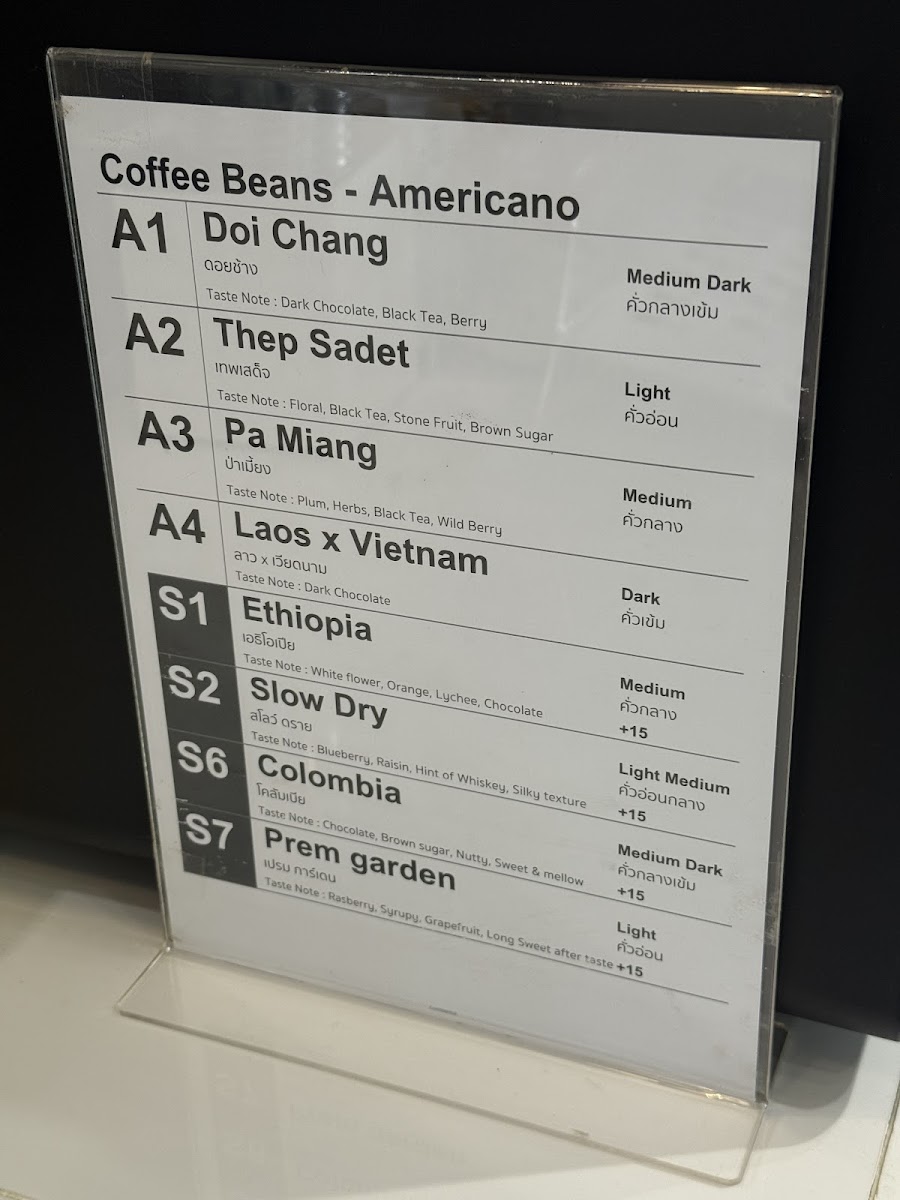 Coffee Beans - Americano
A1 Doi Chang
ดอยช้าง
Taste Note : Dark Chocolate, Black Tea, Berry
Medium Dark
คั่วกลางเข้ม
A2 Thep Sadet
เทพเสด็จ
Taste Note : Floral, Black Tea, Stone Fruit, Brown Sugar
Light
คั่วอ่อน
A3 Pa Miang
ป่าเมี้ยง
Taste Note : Plum, Herbs, Black Tea, Wild Berry
Medium
คั่วกลาง
A4 Laos x Vietnam
ลาว x เวียดนาม
Taste Note : Dark Chocolate
Dark
คั่วเข้ม
S1 Ethiopia
เอธิโอเปีย
Taste Note : White flower, Orange, Lychee, Chocolate
Medium
คั่วกลาง
+15
S2 Slow Dry
สโลว์ ดราย
Taste Note : Blueberry, Raisin, Hint of Whiskey, Silky texture
Light Medium
คั่วอ่อนกลาง
+15
S6 Colombia
โคลัมเบีย
Taste Note : Chocolate, Brown sugar, Nutty, Sweet & mellow
Medium Dark
คั่วกลางเข้ม
+15
S7 Prem garden
เปรม การ์เดน
Taste Note : Rasberry, Syrupy, Grapefruit, Long Sweet after taste
Light
คั่วอ่อน
+15